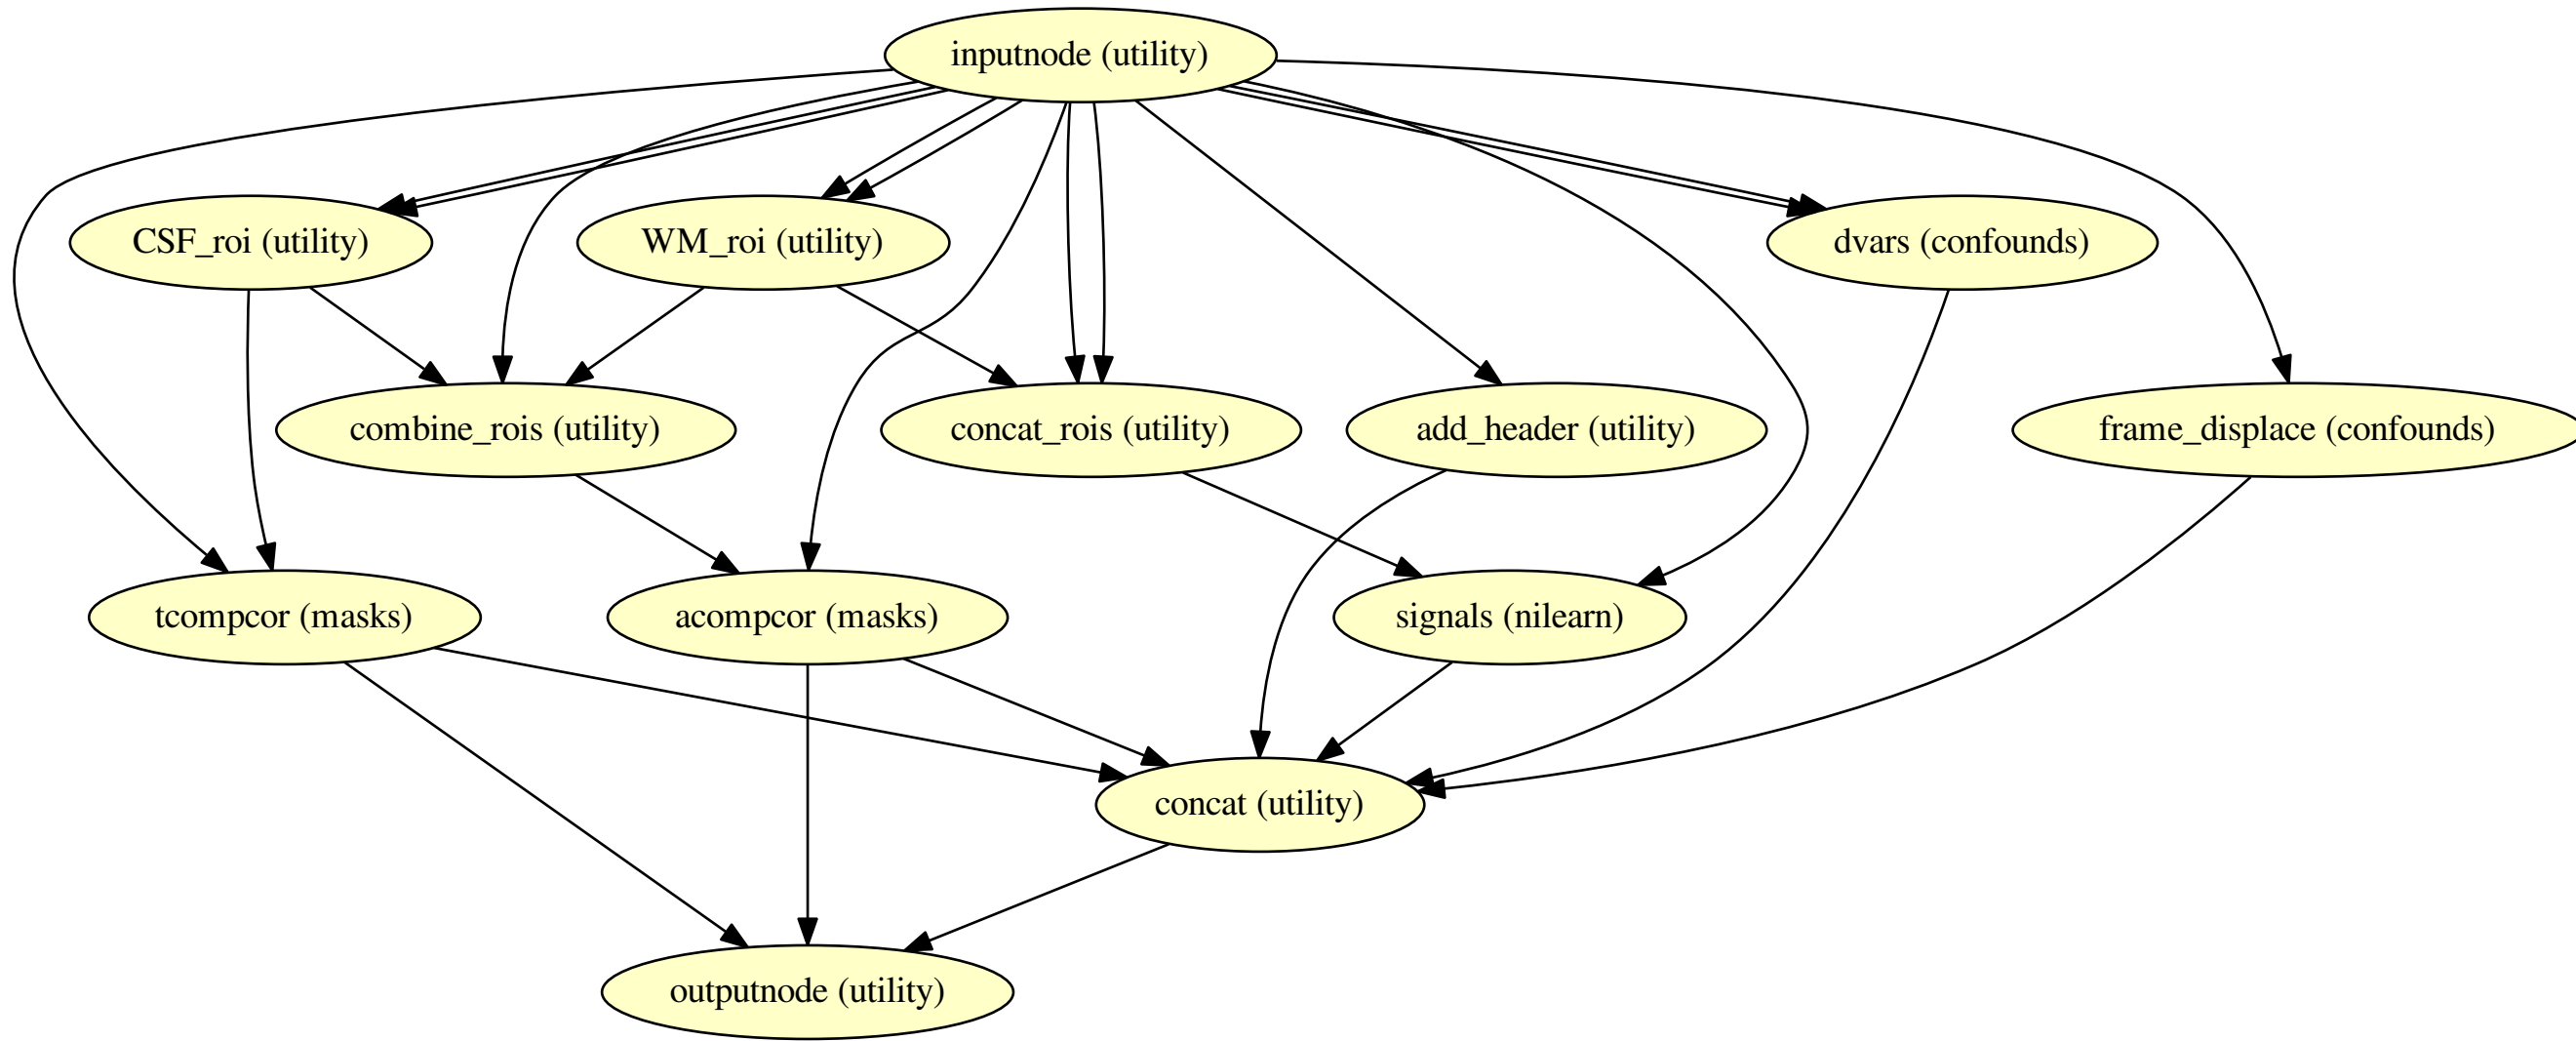 inputnode (utility)
CSF_roi (utility)
WM_roi (utility)
dvars (confounds)
combine_rois (utility)
concat_rois (utility)
add_header (utility)
frame_displace (confounds)
tcompcor (masks)
acompcor (masks)
signals (nilearn)
concat (utility)
outputnode (utility)